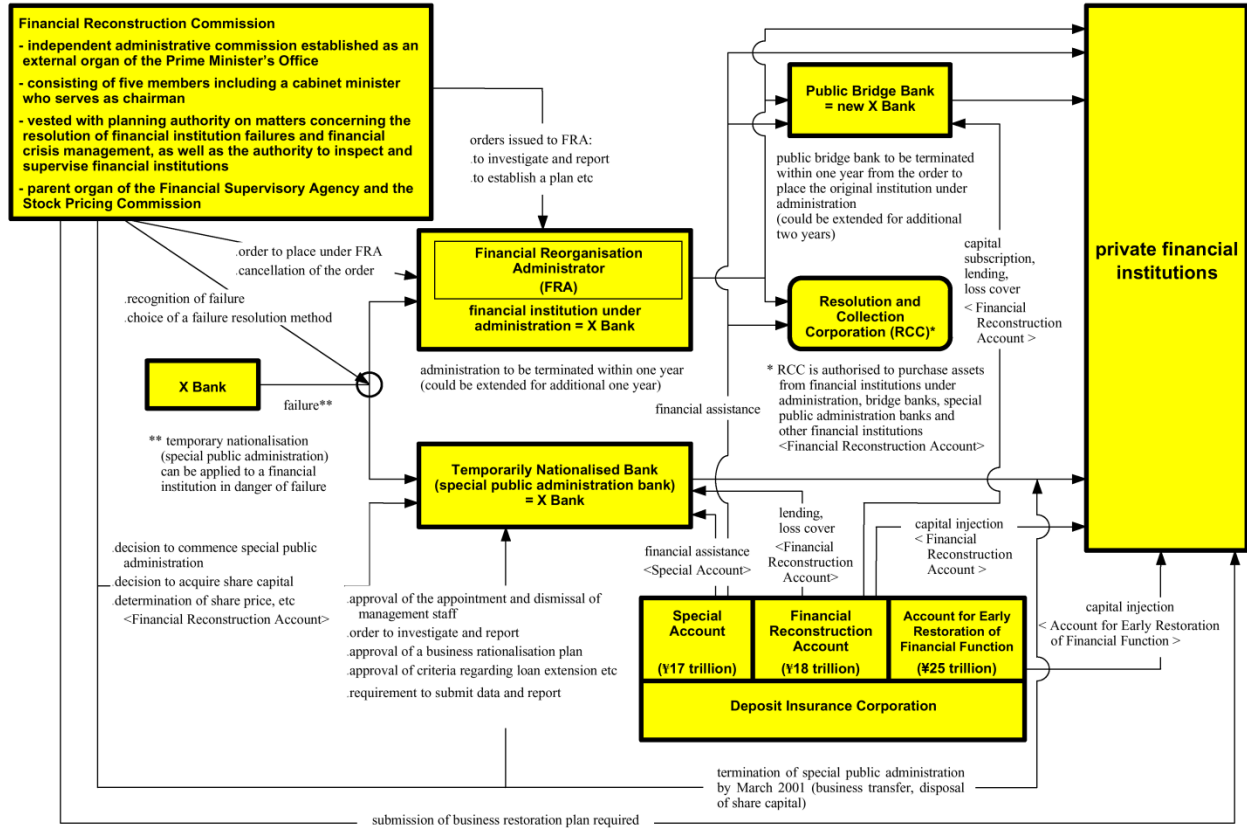 Financial Reconstruction Commission
- independent administrative commission established as an
external organ of the Prime Minister's Office
- consisting of five members including a cabinet minister
who serves as chairman
- vested with planning authority on matters concerning the
resolution of financial institution failures and financial
crisis management, as well as the authority to inspect and
supervise financial institutions
- parent organ of the Financial Supervisory Agency and the
Stock Pricing Commission
.orders issued to FRA:
.to investigate and report
.to establish a plan etc
Public Bridge Bank
= new X Bank
public bridge bank to be terminated
within one year from the order to
place the original institution under
administration
(could be extended for additional
two years)
private financial
institutions
.order to place under FRA
.cancellation of the order
Financial Reorganisation
Administrator
(FRA)
financial institution under
administration = X Bank
administration to be terminated within one year
(could be extended for additional one year)
capital
subscription,
lending,
loss cover
< Financial
Reconstruction
Account >
.recognition of failure
.choice of a failure resolution method
Resolution and
Collection
Corporation (RCC)*
* RCC is authorised to purchase assets
from financial institutions under
administration, bridge banks, special
public administration banks and
other financial institutions
<Financial Reconstruction Account>
X Bank
failure**
financial assistance
** temporary nationalisation
(special public administration)
can be applied to a financial
institution in danger of failure
Temporarily Nationalised Bank
(special public administration bank)
= X Bank
.decision to commence special public
administration
.decision to acquire share capital
.determination of share price, etc
<Financial Reconstruction Account>
.approval of the appointment and dismissal of
management staff
.order to investigate and report
.approval of a business rationalisation plan
.approval of criteria regarding loan extension etc
.requirement to submit data and report
financial assistance
<Special Account>
lending,
loss cover
<Financial
Reconstruction
Account>
capital injection
< Financial
Reconstruction
Account >
capital injection
< Account for Early Restoration
of Financial Function >
Special
Account
(¥17 trillion)
Financial
Reconstruction
Account
(¥18 trillion)
Account for Early
Restoration of
Financial Function
(¥25 trillion)
Deposit Insurance Corporation
termination of special public administration
by March 2001 (business transfer, disposal
of share capital)
submission of business restoration plan required